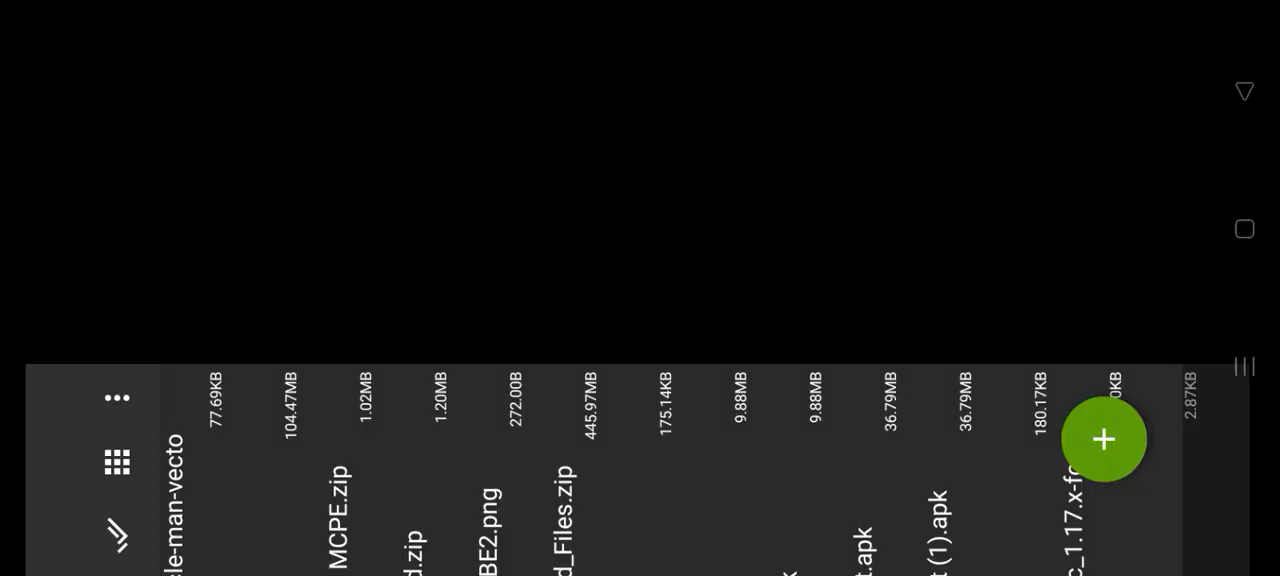 cle-man-vecto
77.69KB
104.47MB
MCPE.zip
1.02MB
d.zip
1.20MB
BE2.png
272.00B
d_Files.zip
445.97MB
175.14KB
9.88MB
9.88MB
t.apk
36.79MB
t (1).apk
36.79MB
180.17KB
c_1.17.x-fo
0KB
2.87KB